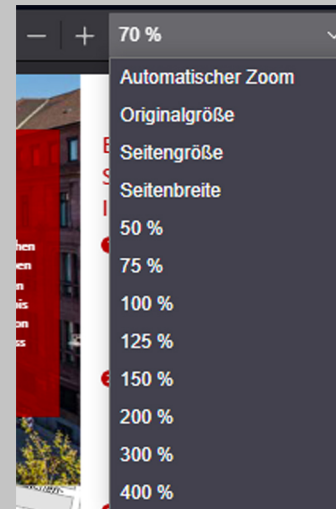 70 %
Automatischer Zoom
Originalgröße
Seitengröße
Seitenbreite
50 %
75 %
100 %
125 %
150 %
200 %
300 %
400 %